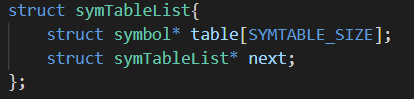 struct symTableList{
    struct symbol* table[SYMTABLE_SIZE];
    struct symTableList* next;
};